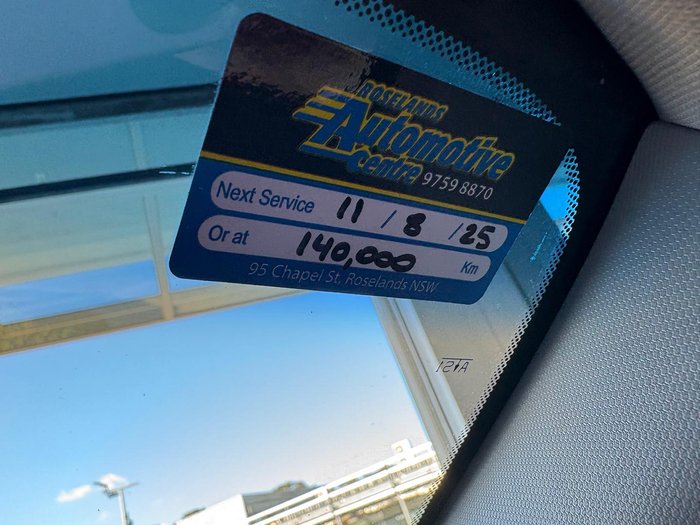 ROSELANDS
Automotive
Centre 9759 8870
Next Service 11 / 8 / 25
Or at 140,000 Km
95 Chapel St, Roselands NSW